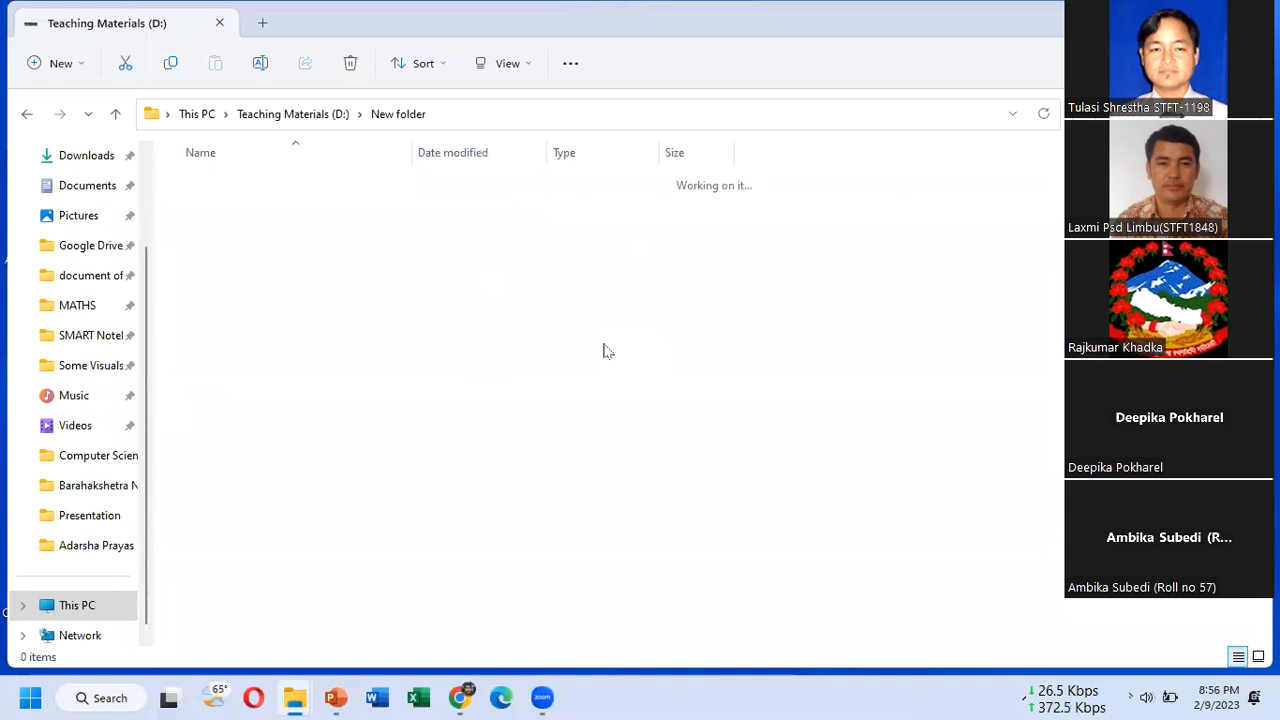 Teaching Materials (D:)
New
Sort
View
This PC
Teaching Materials (D:)
New folder
Name
Date modified
Type
Size
Working on it...
Downloads
Documents
Pictures
Google Drive
document of
MATHS
SMART Notel
Some Visuals
Music
Videos
Computer Scien
Barahakshetra N
Presentation
Adarsha Prayas
This PC
Network
0 items
Tulasi Shrestha STFT-1198
Laxmi Psd Limbu(STFT1848)
Rajkumar Khadka
Deepika Pokharel
Deepika Pokharel
Ambika Subedi (R...
Ambika Subedi (Roll no 57)
Search
65°
zoom
26.5 Kbps
372.5 Kbps
8:56 PM
2/9/2023